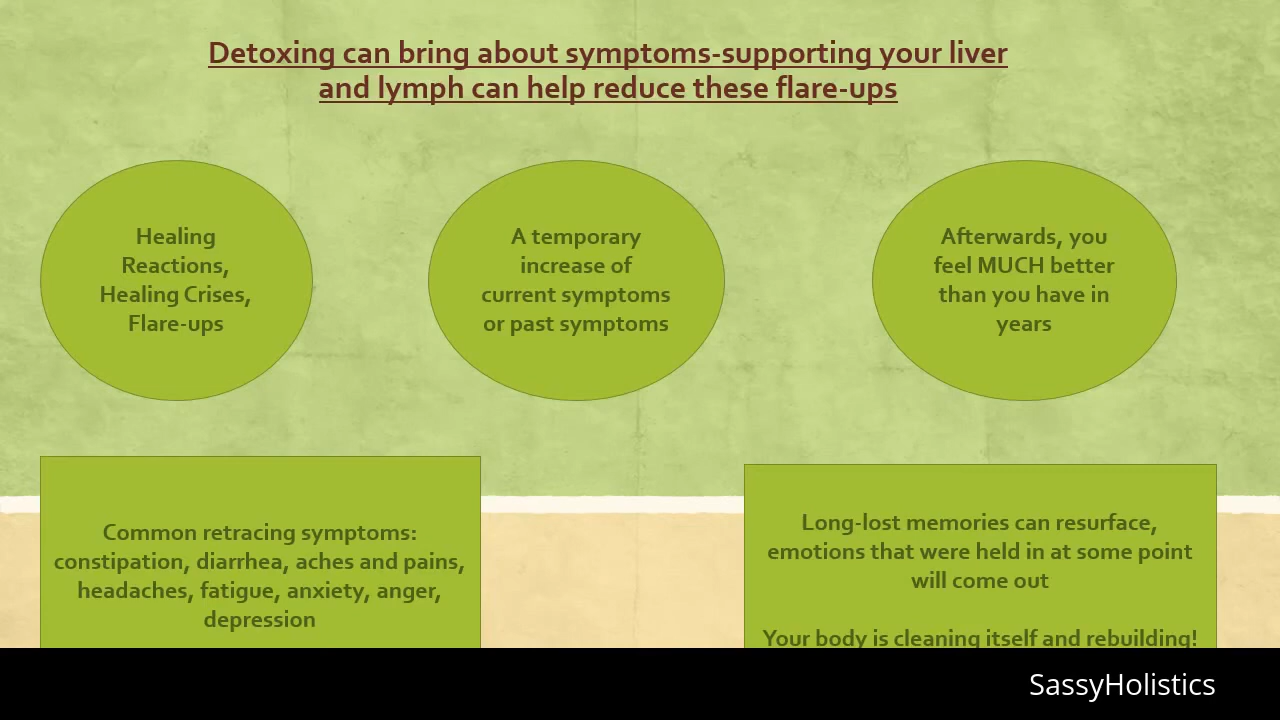 Detoxing can bring about symptoms-supporting your liver
and lymph can help reduce these flare-ups
Healing
Reactions,
Healing Crises,
Flare-ups
A temporary
increase of
current symptoms
or past symptoms
Afterwards, you
feel MUCH better
than you have in
years
Common retracing symptoms:
constipation, diarrhea, aches and pains,
headaches, fatigue, anxiety, anger,
depression
Long-lost memories can resurface,
emotions that were held in at some point
will come out
Your body is cleaning itself and rebuilding!
SassyHolistics